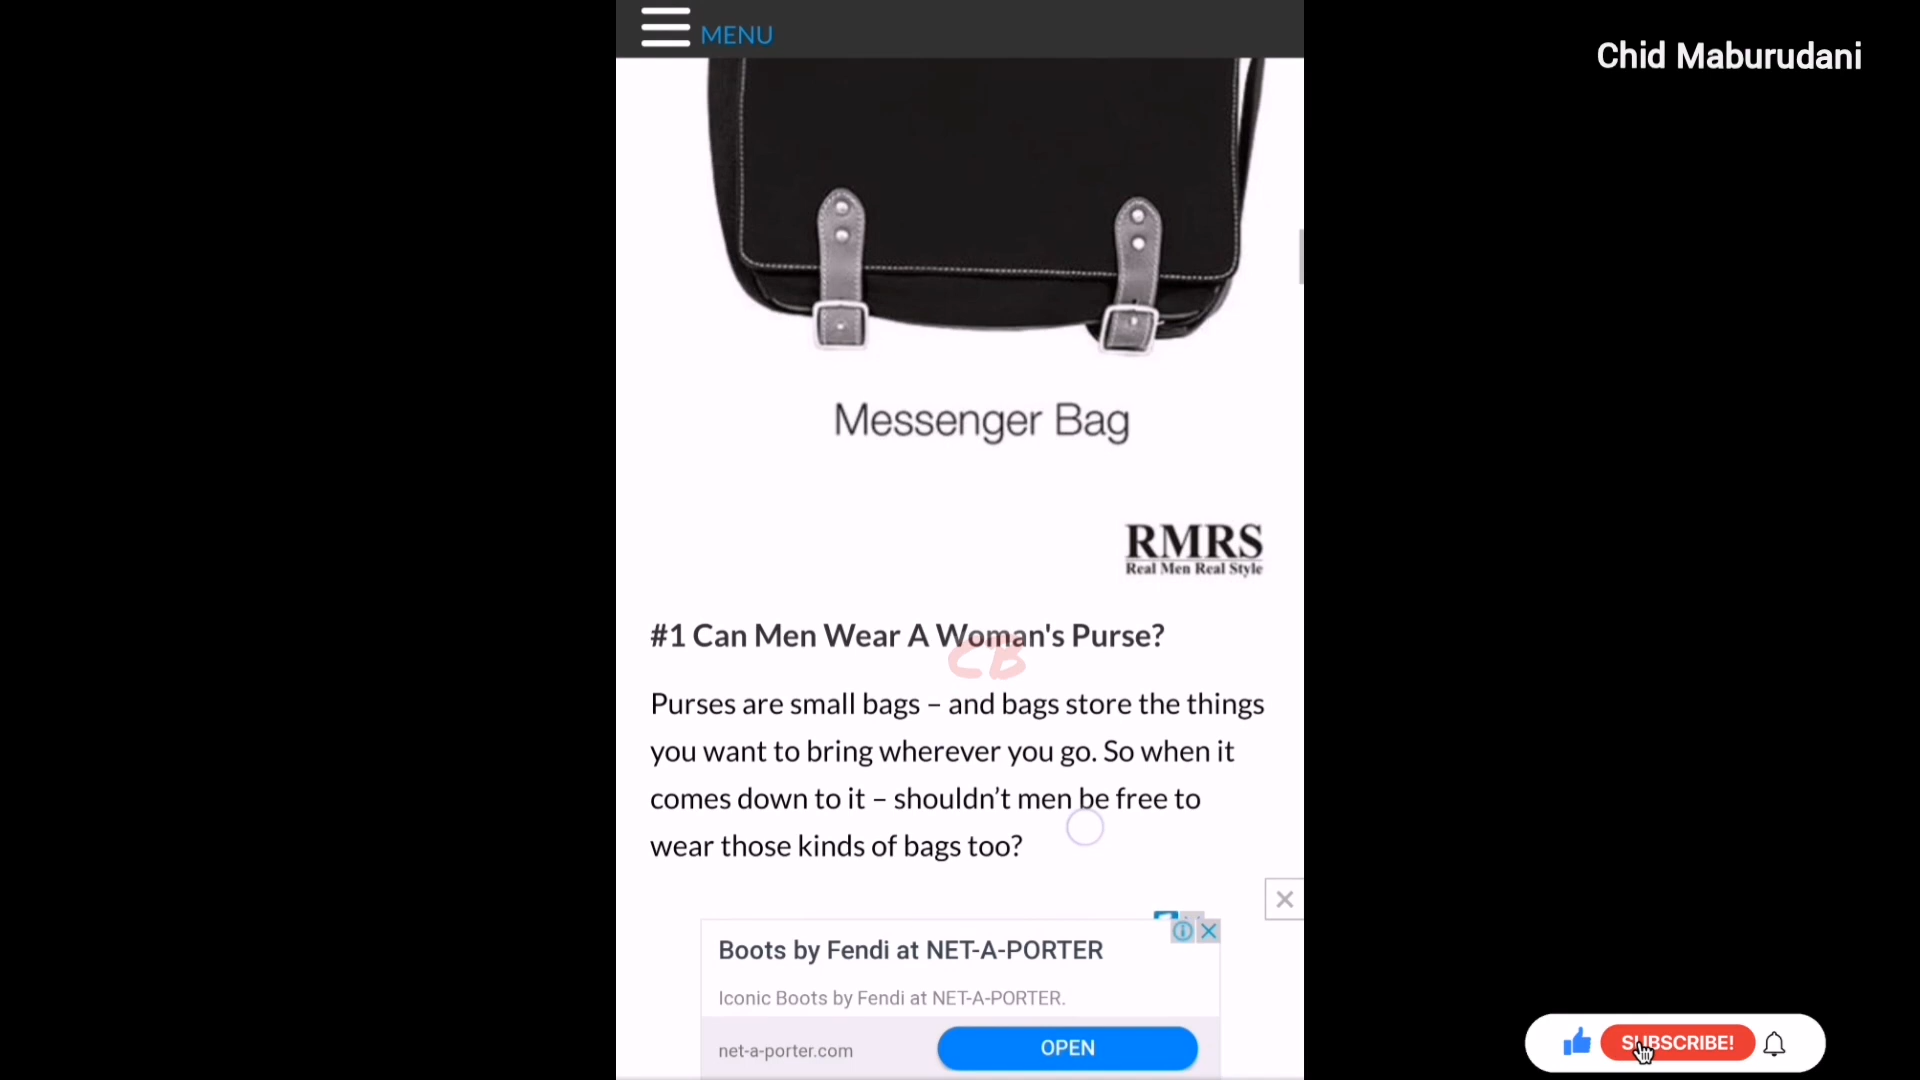 MENU
Chid Maburudani
Messenger Bag
RMRS
Real Men Real Style
#1 Can Men Wear A Woman's Purse?
CB
Purses are small bags – and bags store the things
you want to bring wherever you go. So when it
comes down to it – shouldn’t men be free to
wear those kinds of bags too?
Boots by Fendi at NET-A-PORTER
Iconic Boots by Fendi at NET-A-PORTER.
net-a-porter.com
OPEN
SUBSCRIBE!